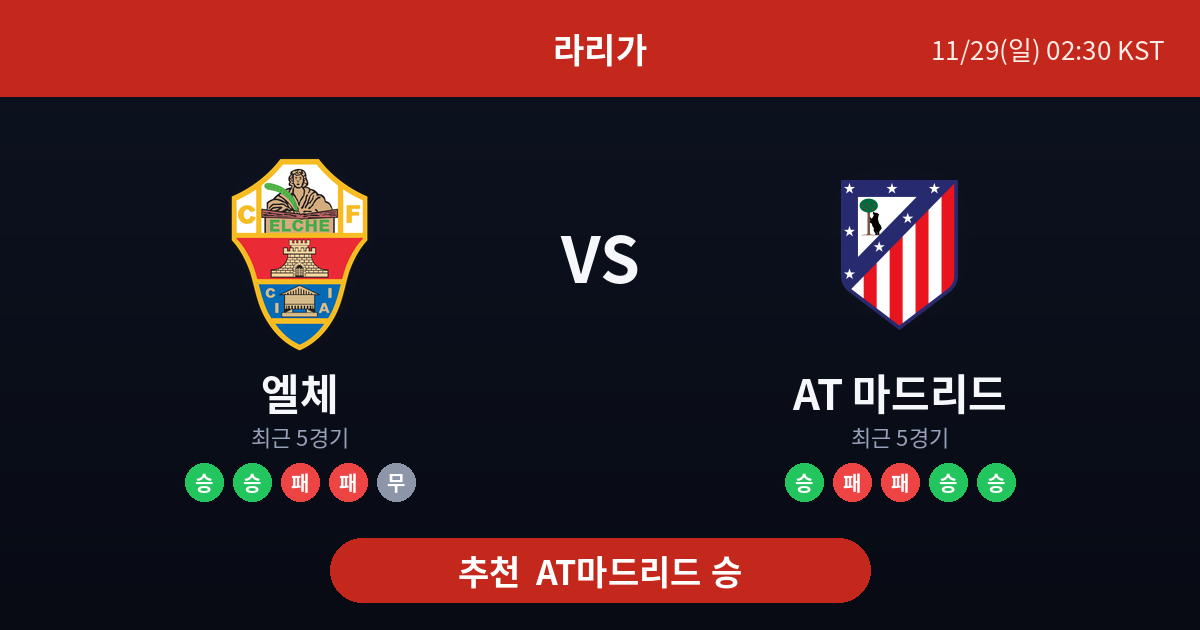 라리가
11/29(일) 02:30 KST
C F
ELCHE
C I
I A
VS
엘체
AT 마드리드
최근 5경기
최근 5경기
승 승 패 패 무
승 패 패 승 승
추천 AT마드리드 승